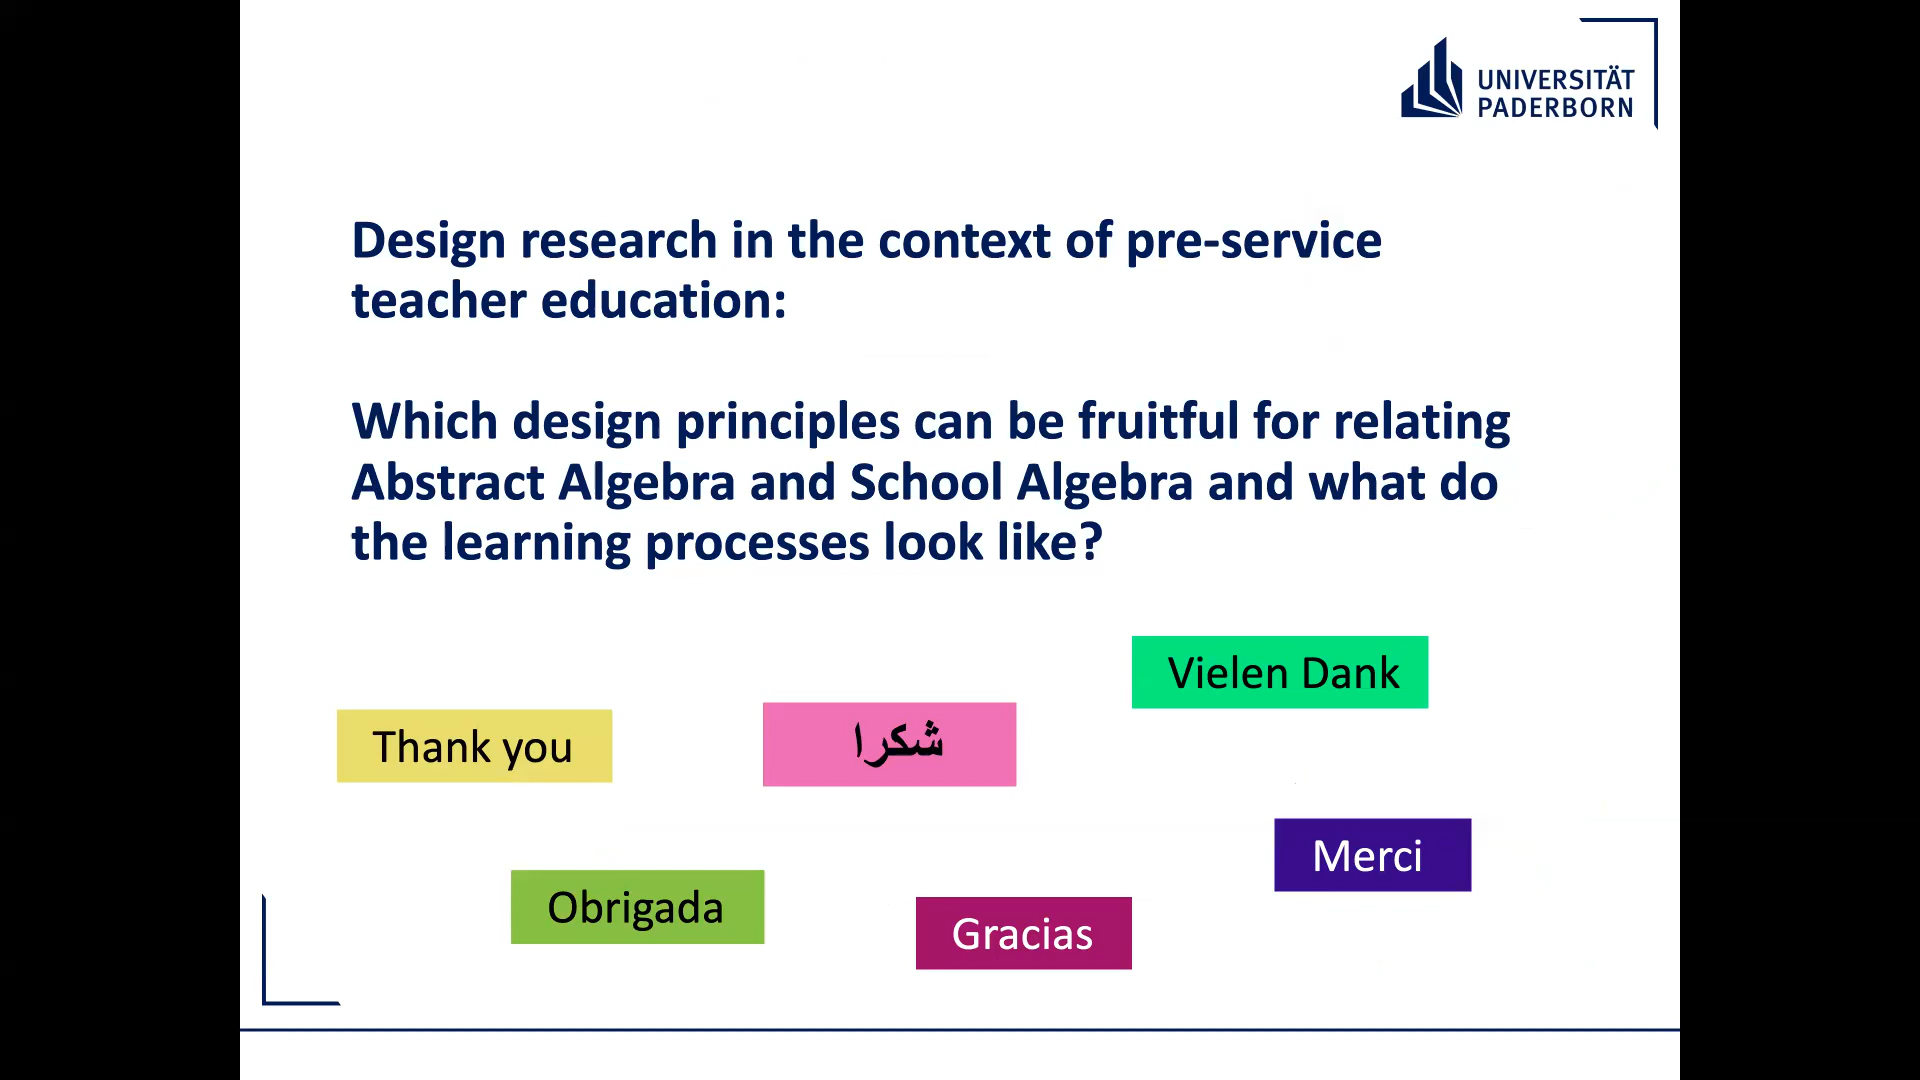 UNIVERSITÄT
PADERBORN
Design research in the context of pre-service
teacher education:
Which design principles can be fruitful for relating
Abstract Algebra and School Algebra and what do
the learning processes look like?
Vielen Dank
Thank you
شكرا
Merci
Obrigada
Gracias